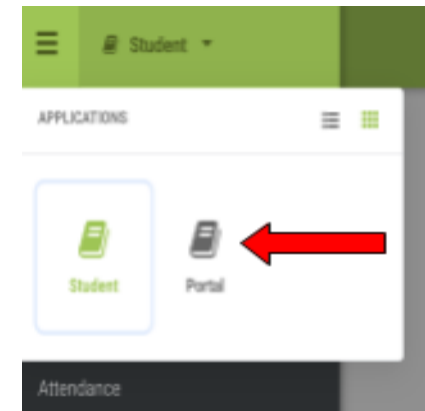 Student
APPLICATIONS
Student Portal
Attendance